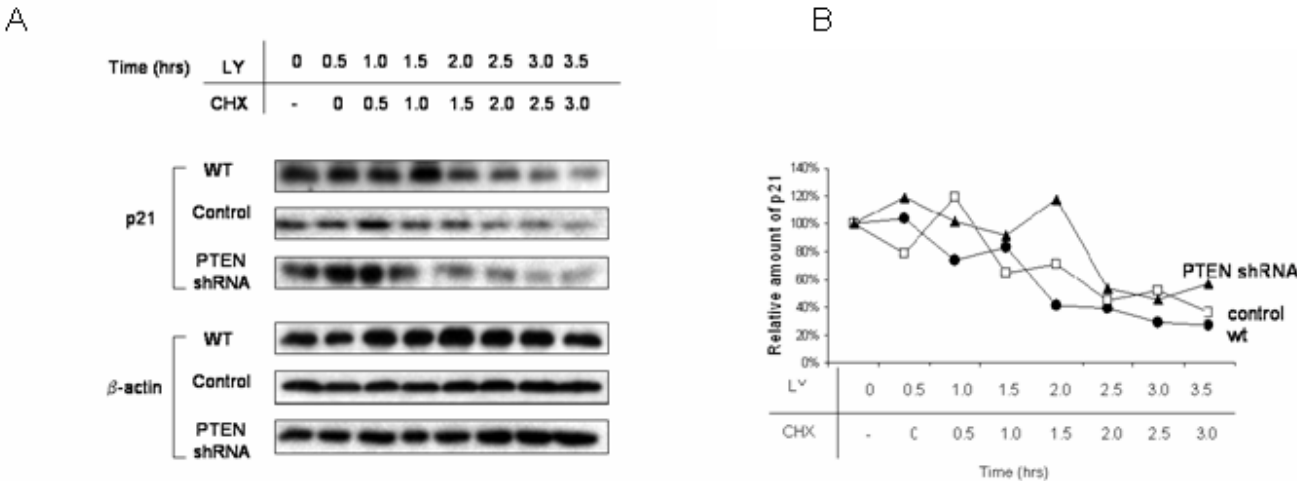 A
Time (hrs) LY 0 0.5 1.0 1.5 2.0 2.5 3.0 3.5
CHX - 0 0.5 1.0 1.5 2.0 2.5 3.0
p21
WT
Control
PTEN
shRNA
β-actin
WT
Control
PTEN
shRNA
B
Relative amount of p21
140%
120%
100%
80%
60%
40%
20%
0%
PTEN shRNA
control
wt
0 0.5 1.0 1.5 2.0 2.5 3.0 3.5
CHX - 0.5 1.0 1.5 2.0 2.5 3.0
Time (hrs)